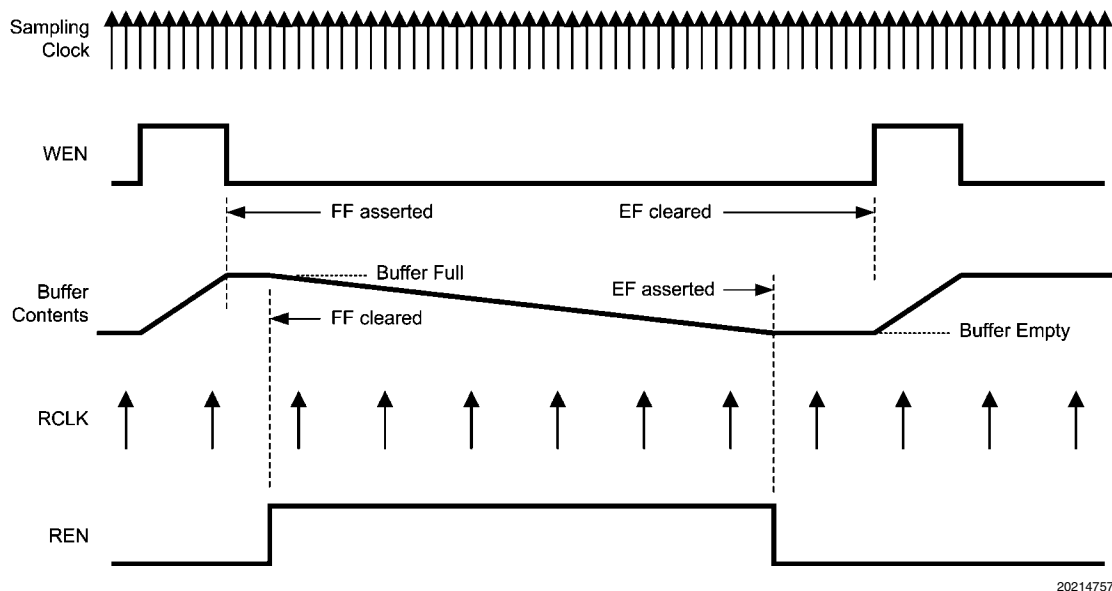 Sampling
Clock
WEN
FF asserted
EF cleared
Buffer Full
Buffer
Contents
EF asserted
FF cleared
Buffer Empty
RCLK
REN
20214757